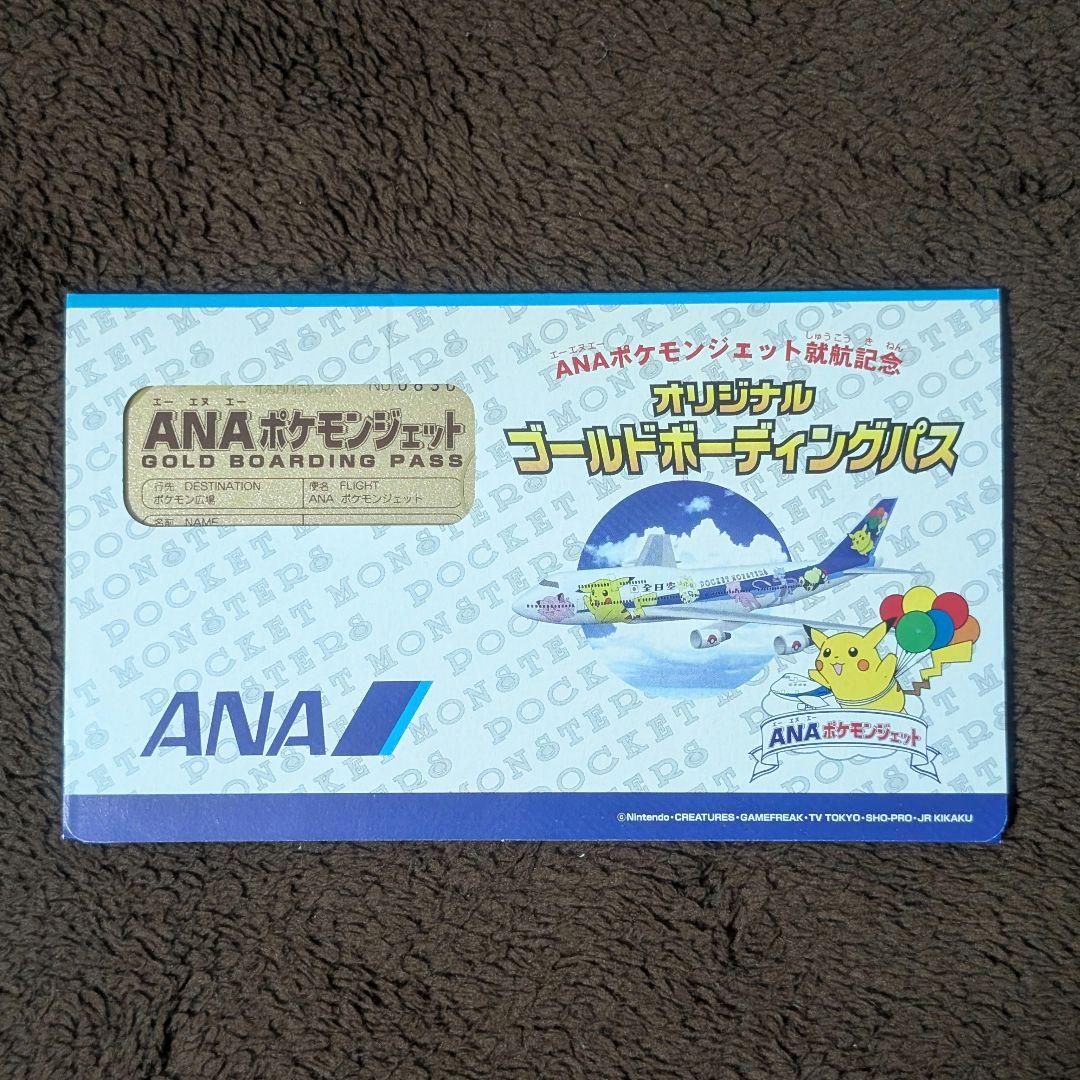 エー エヌ エー
ANAポケモンジェット
GOLD BOARDING PASS
行先 DESTINATION
ポケモン広場
便名 FLIGHT
ANA ポケモンジェット
名前 NAME
ANA
エーエヌエー しゅうこう き ねん
ANAポケモンジェット就航記念
オリジナル
ゴールドボーディングパス
全日空
POCKET MONSTERS
エー エヌ エー
ANAポケモンジェット
©Nintendo・CREATURES・GAMEFREAK・TV TOKYO・SHO-PRO・JR KIKAKU